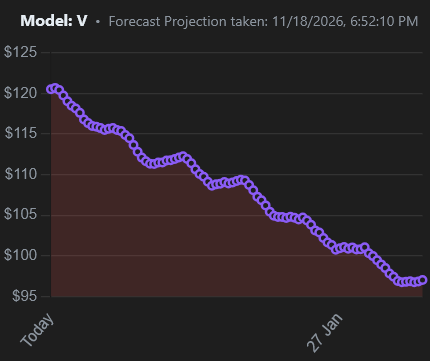 Model: V • Forecast Projection taken: 11/18/2026, 6:52:10 PM
$125
$120
$115
$110
$105
$100
$95
Today
27 Jan